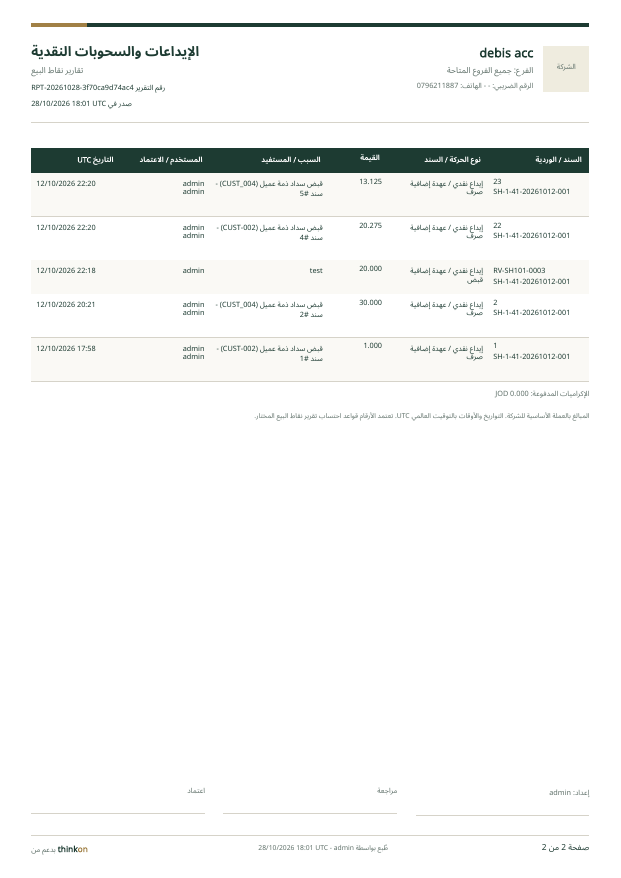 الشركة
debis acc
الفرع: جميع الفروع المتاحة
الرقم الضريبي: - - الهاتف: 0796211887
الإيداعات والسحوبات النقدية
تقارير نقاط البيع
رقم التقرير RPT-20261028-3f70ca9d74ac4
صدر في 28/10/2026 18:01 UTC
السند / الوردية نوع الحركة / السند القيمة السبب / مستفيد المستخدم / الاعتماد التاريخ UTC
23 إيداع نقدي / عهدة إضافية 13.125 قبض سداد ذمة عميل (CUST_004) - admin 12/10/2026 22:20
SH-1-41-20261012-001 صرف سند #5 admin
22 إيداع نقدي / عهدة إضافية 20.275 قبض سداد ذمة عميل (CUST-002) - admin 12/10/2026 22:20
SH-1-41-20261012-001 صرف سند #4 admin
RV-SH101-0003 إيداع نقدي / عهدة إضافية 20.000 test admin 12/10/2026 22:18
SH-1-41-20261012-001 قبض
2 إيداع نقدي / عهدة إضافية 30.000 قبض سداد ذمة عميل (CUST_004) - admin 12/10/2026 20:21
SH-1-41-20261012-001 صرف سند #2 admin
1 إيداع نقدي / عهدة إضافية 1.000 قبض سداد ذمة عميل (CUST-002) - admin 12/10/2026 17:58
SH-1-41-20261012-001 صرف سند #1 admin
الإكراميات المدفوعة: JOD 0.000
المبالغ بالعملة الأساسية للشركة. التواريخ والأوقات بالتوقيت العالمي UTC. تعتمد الأرقام قواعد احتساب تقرير نقاط البيع المختار.
إعداد: admin مراجعة اعتماد
صفحة 2 من 2 طُبع بواسطة admin - 28/10/2026 18:01 UTC بدعم من thinkon